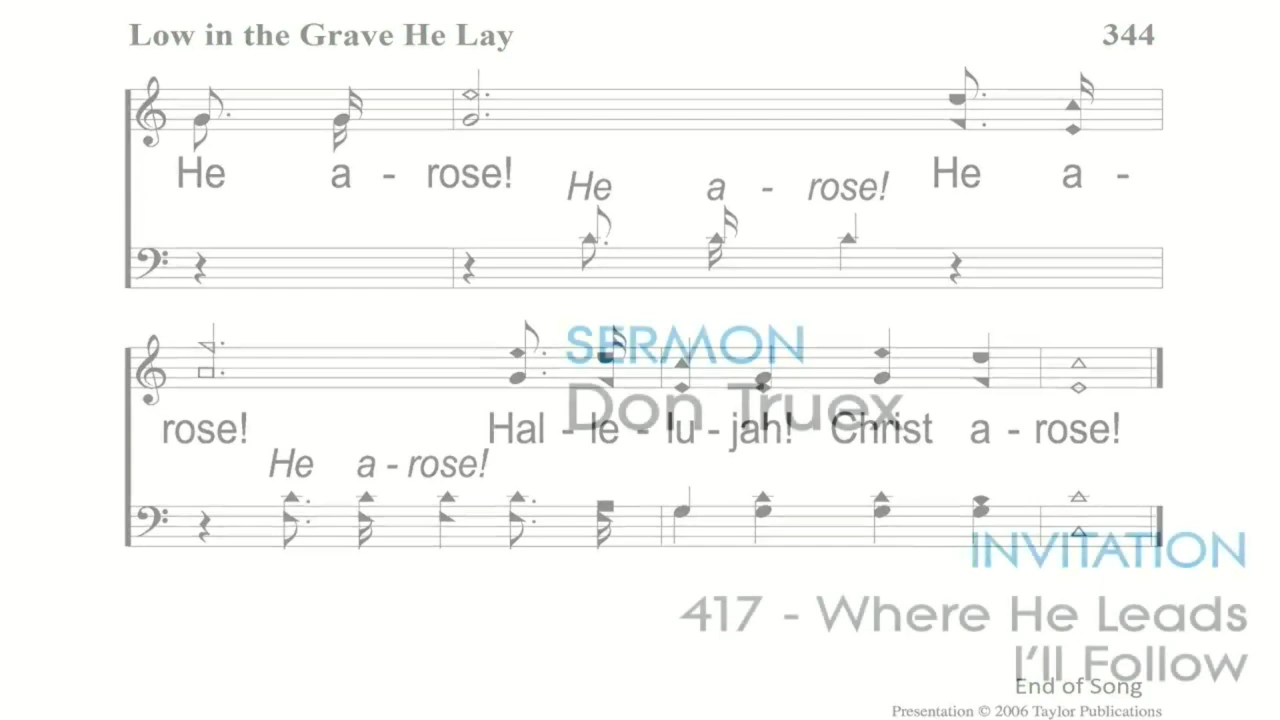 Low in the Grave He Lay 344
He a - rose! He a -
He a - rose!
SERMON
Don Truex
rose! Hal - le - lu - jah! Christ a - rose!
He a - rose!
INVITATION
417 - Where He Leads
I'll Follow
End of Song
Presentation © 2006 Taylor Publications